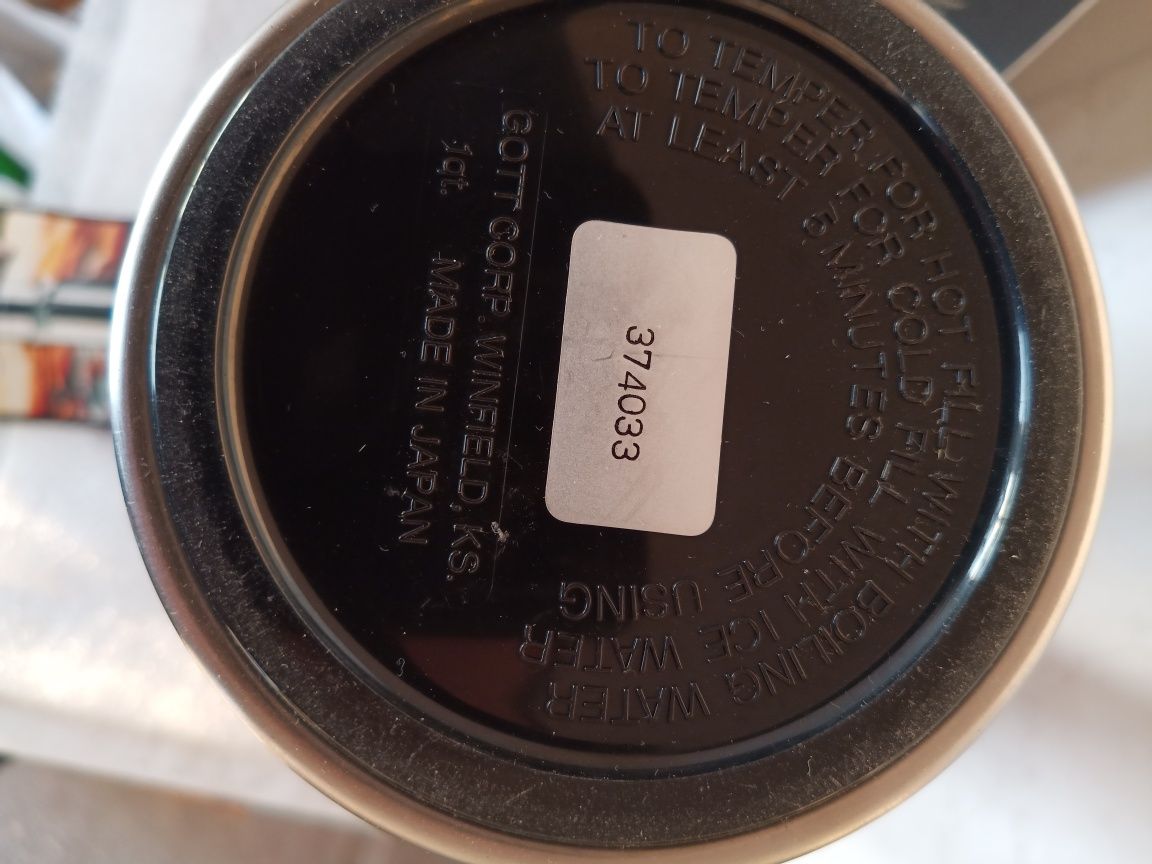 TO TEMPER FOR HOT FILL WITH BOILING WATER
TO TEMPER FOR COLD FILL WITH ICE WATER
AT LEAST 5 MINUTES BEFORE USING
374033
GOTT CORP. WINFIELD, KS.
1qt. MADE IN JAPAN